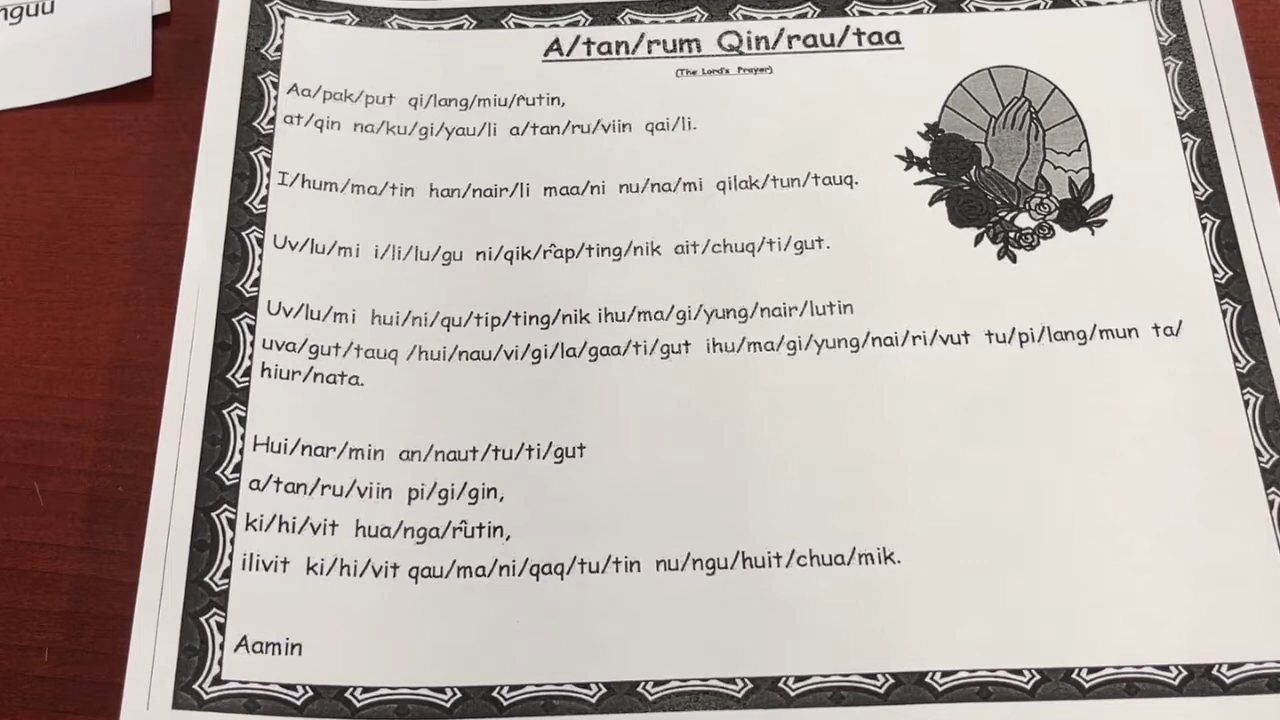 nguu
A/tan/rum Qin/rau/taa
(The Lord's Prayer)
Aa/pak/put qi/lang/miu/r̂utin,
at/qin na/ku/gi/yau/li a/tan/ru/viin qai/li.
I/hum/ma/tin han/nair/li maa/ni nu/na/mi qilak/tun/tauq.
Uv/lu/mi i/li/lu/gu ni/qik/r̂ap/ting/nik ait/chuq/ti/gut.
Uv/lu/mi hui/ni/qu/tip/ting/nik ihu/ma/gi/yung/nair/lutin
uva/gut/tauq /hui/nau/vi/gi/la/gaa/ti/gut ihu/ma/gi/yung/nai/ri/vut tu/pi/lang/mun ta/
hiur/nata.
Hui/nar/min an/naut/tu/ti/gut
a/tan/ru/viin pi/gi/gin,
ki/hi/vit hua/nga/r̂utin,
ilivit ki/hi/vit qau/ma/ni/qaq/tu/tin nu/ngu/huit/chua/mik.
Aamin